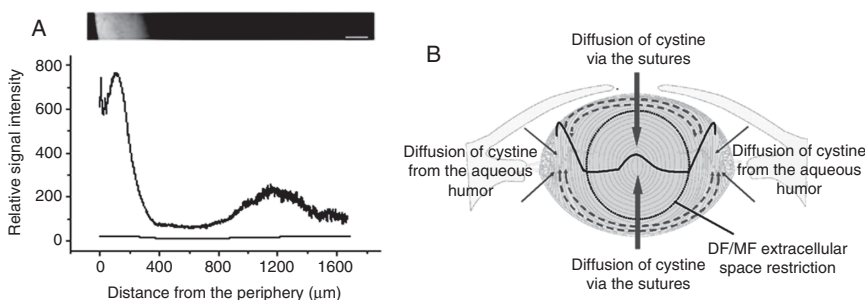 A
800
600
400
200
0
Relative signal intensity
0 400 800 1200 1600
Distance from the periphery (μm)
B
Diffusion of cystine
via the sutures
Diffusion of cystine
from the aqueous
humor
Diffusion of cystine
from the aqueous
humor
DF/MF extracellular
space restriction
Diffusion of cystine
via the sutures